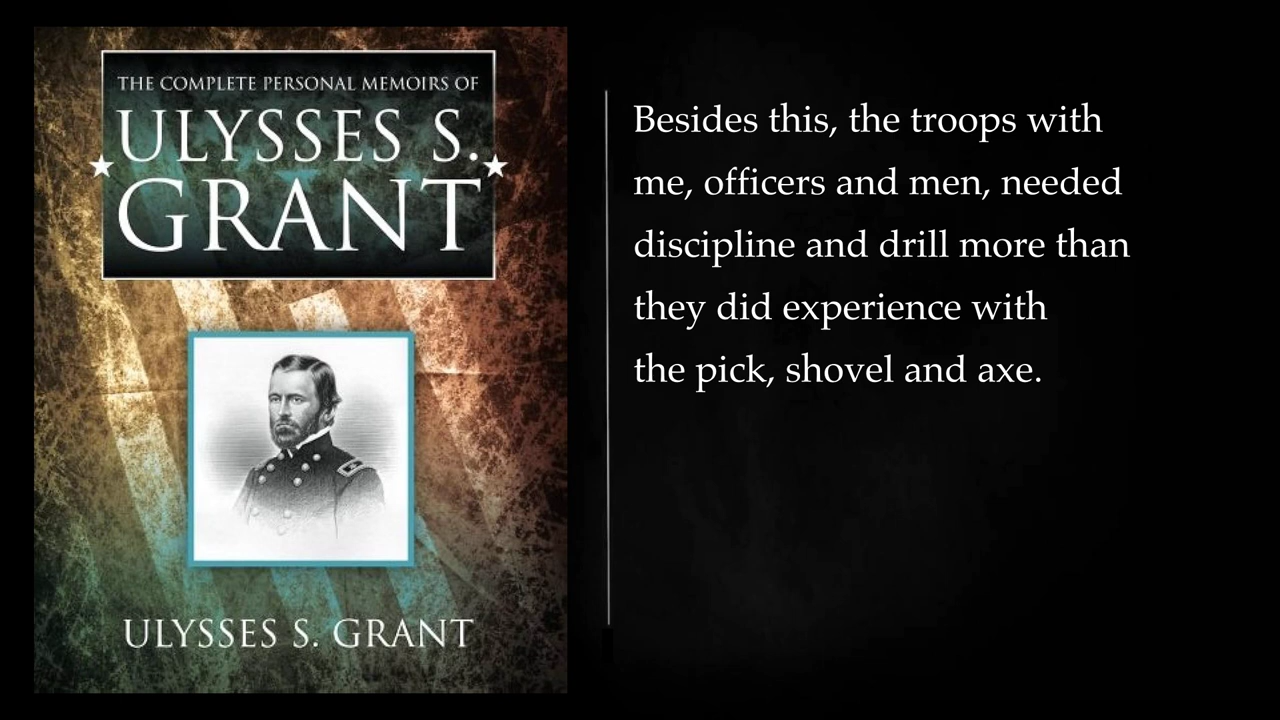 THE COMPLETE PERSONAL MEMOIRS OF
ULYSSES S.
GRANT
ULYSSES S. GRANT
Besides this, the troops with
me, officers and men, needed
discipline and drill more than
they did experience with
the pick, shovel and axe.